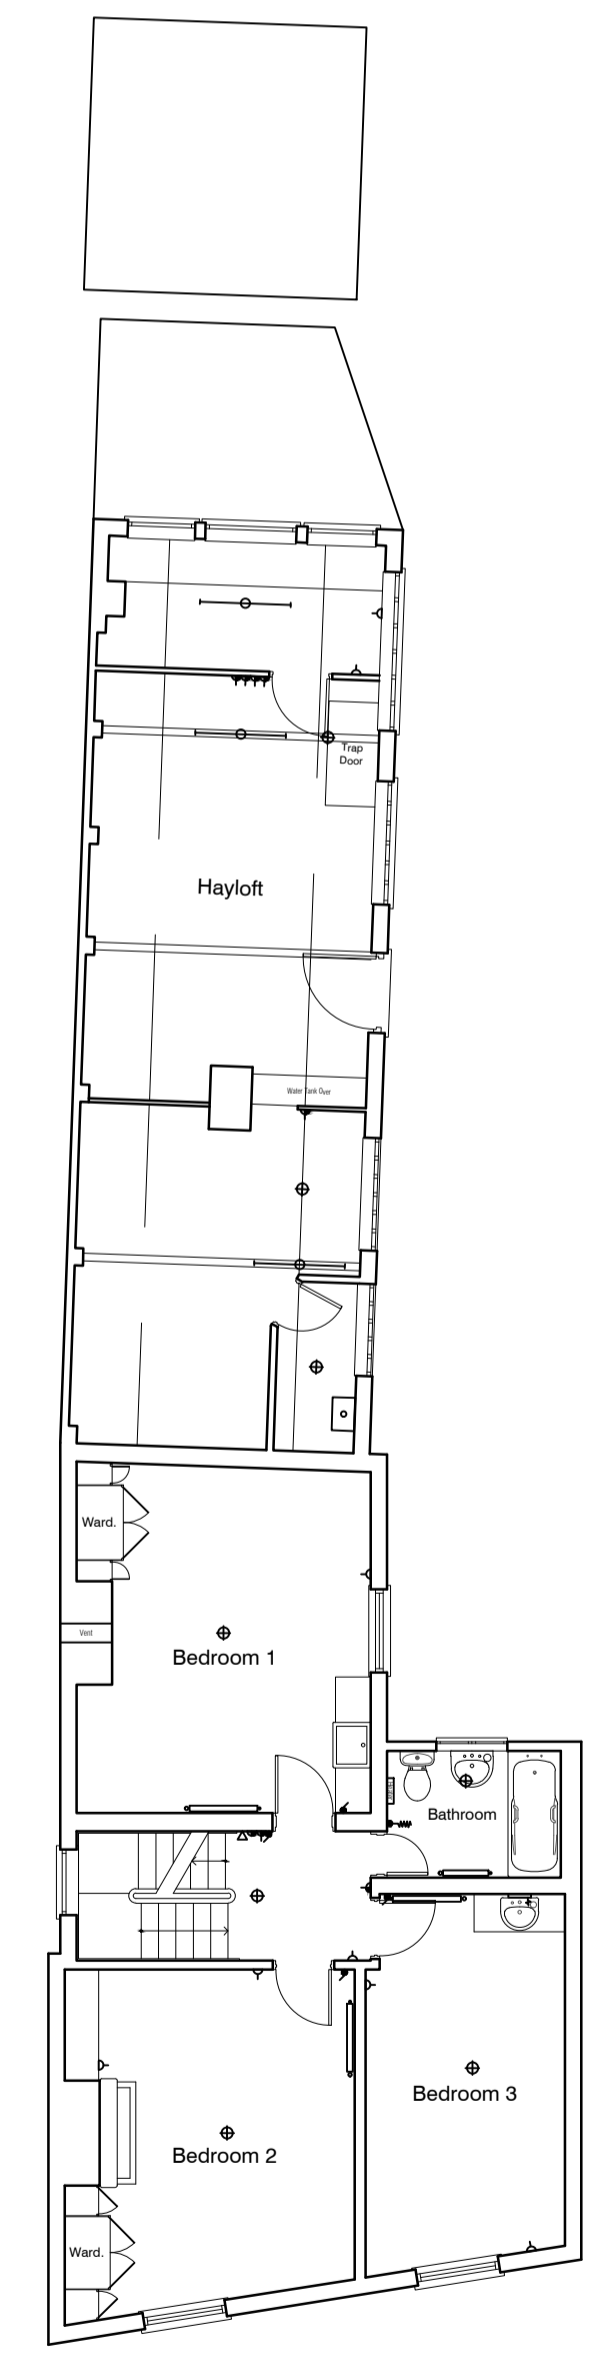 Trap
Door
Hayloft
Water Tank Over
Ward.
Vent
Bedroom 1
Bathroom
Bedroom 3
Bedroom 2
Ward.